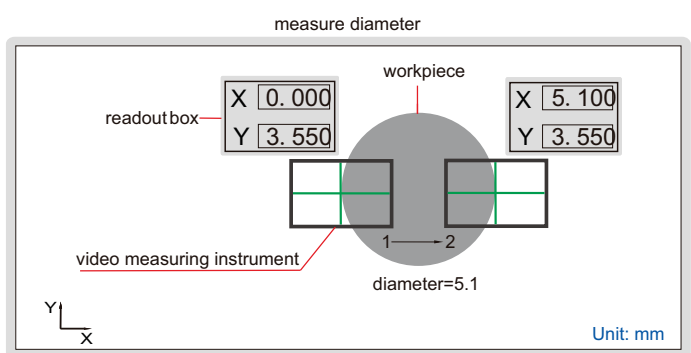 measure diameter
workpiece
readout box
X 0.000
Y 3.550
X 5.100
Y 3.550
1 2
video measuring instrument
diameter=5.1
Y
X
Unit: mm